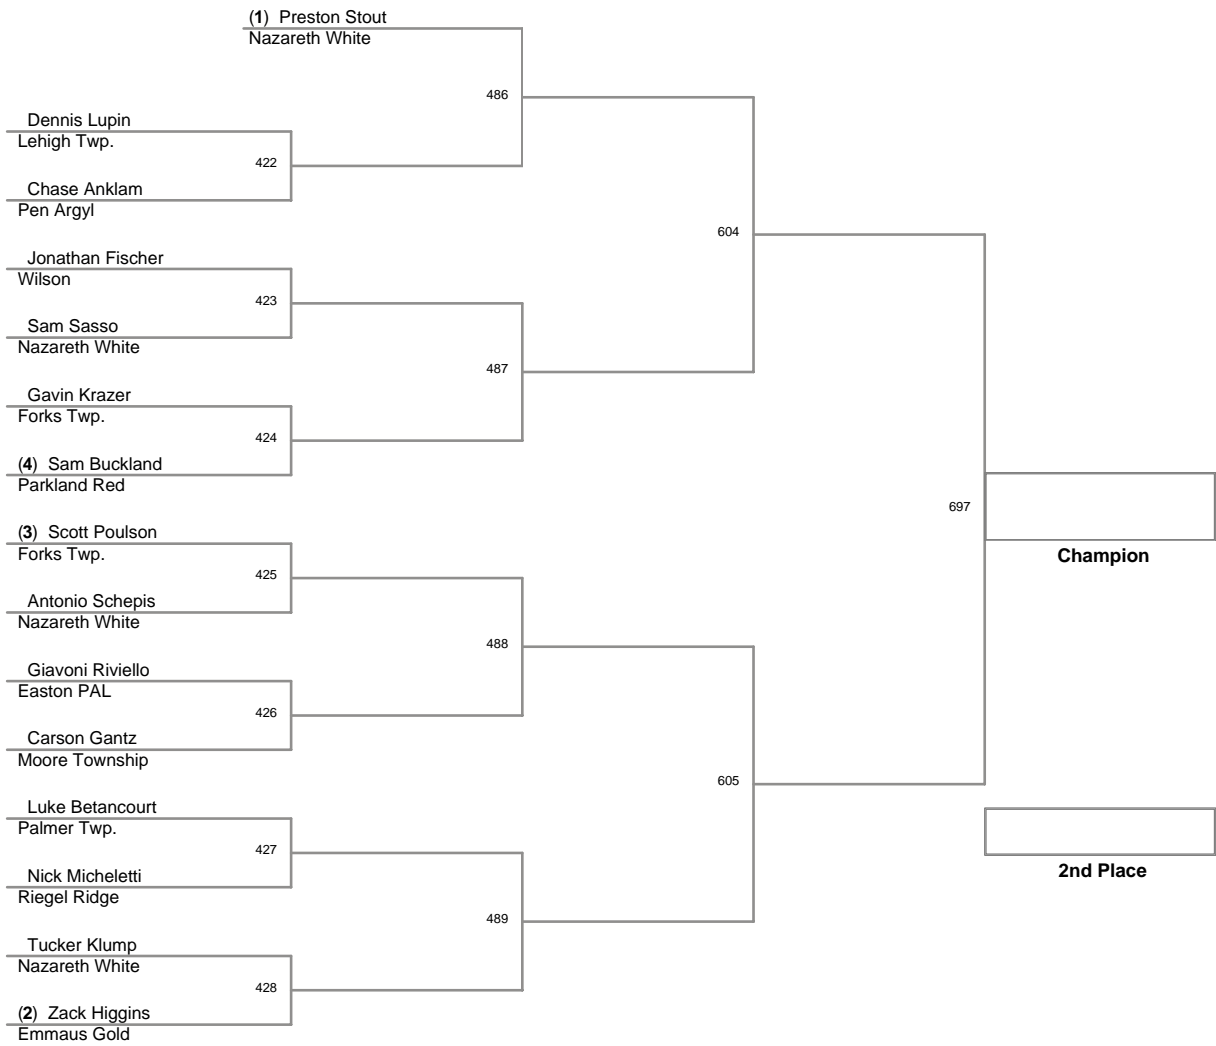 (1) Preston Stout
Nazareth White
486
Dennis Lupin
Lehigh Twp.
422
Chase Anklam
Pen Argyl
604
Jonathan Fischer
Wilson
423
Sam Sasso
Nazareth White
487
Gavin Krazer
Forks Twp.
424
(4) Sam Buckland
Parkland Red
697
Champion
(3) Scott Poulson
Forks Twp.
425
Antonio Schepis
Nazareth White
488
Giavoni Riviello
Easton PAL
426
Carson Gantz
Moore Township
605
Luke Betancourt
Palmer Twp.
427
Nick Micheletti
Riegel Ridge
2nd Place
489
Tucker Klump
Nazareth White
428
(2) Zack Higgins
Emmaus Gold